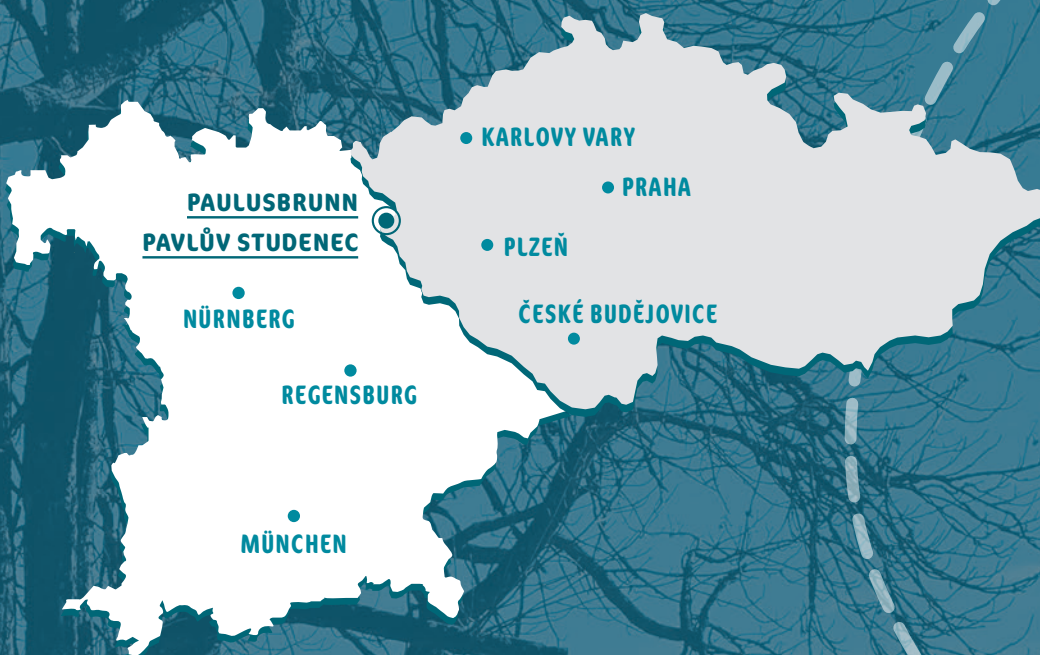 KARLOVY VARY
PRAHA
PAULUSBRUNN
PAVLŮV STUDENEC
PLZEŇ
NÜRNBERG
ČESKÉ BUDĚJOVICE
REGENSBURG
MÜNCHEN